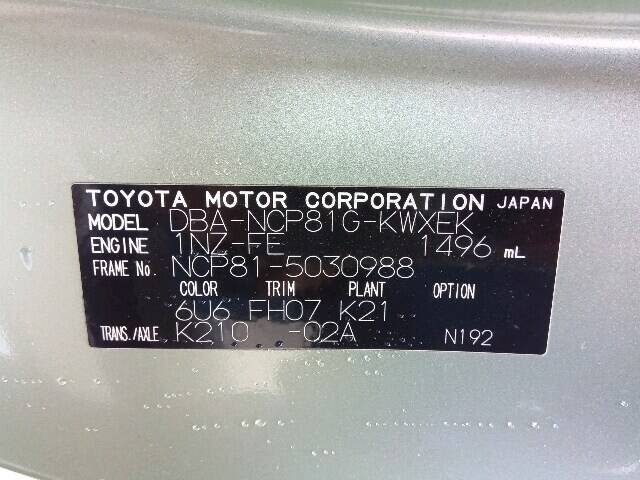 TOYOTA MOTOR CORPORATION JAPAN
MODEL DBA-NCP81G-KWXEK
ENGINE 1NZ-FE 1496 mL
FRAME No. NCP81-5030988
COLOR TRIM PLANT OPTION
6U6 FH07 K21
TRANS./AXLE K210 -02A N192